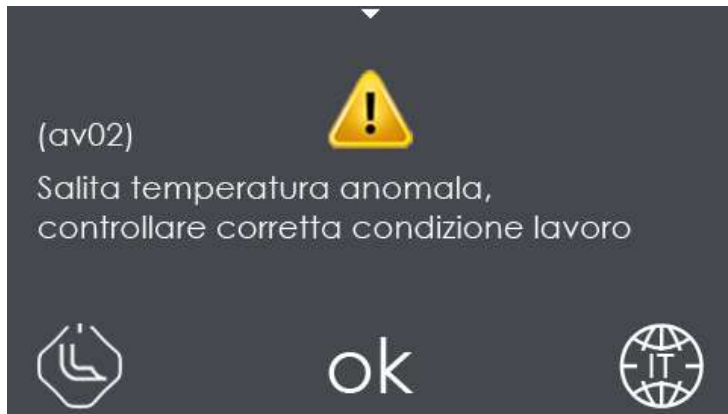 (av02)
Salita temperatura anomala,
controllare corretta condizione lavoro
ok
IT